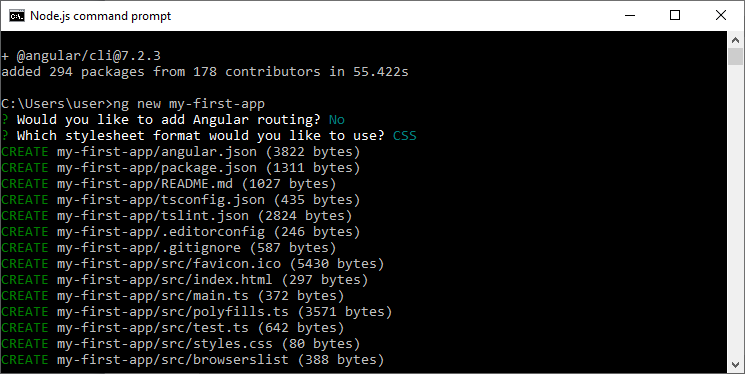 Node.js command prompt
+ @angular/cli@7.2.3
added 294 packages from 178 contributors in 55.422s
C:\Users\user>ng new my-first-app
? Would you like to add Angular routing? No
? Which stylesheet format would you like to use? CSS
CREATE my-first-app/angular.json (3822 bytes)
CREATE my-first-app/package.json (1311 bytes)
CREATE my-first-app/README.md (1027 bytes)
CREATE my-first-app/tsconfig.json (435 bytes)
CREATE my-first-app/tslint.json (2824 bytes)
CREATE my-first-app/.editorconfig (246 bytes)
CREATE my-first-app/.gitignore (587 bytes)
CREATE my-first-app/src/favicon.ico (5430 bytes)
CREATE my-first-app/src/index.html (297 bytes)
CREATE my-first-app/src/main.ts (372 bytes)
CREATE my-first-app/src/polyfills.ts (3571 bytes)
CREATE my-first-app/src/test.ts (642 bytes)
CREATE my-first-app/src/styles.css (80 bytes)
CREATE my-first-app/src/browserslist (388 bytes)